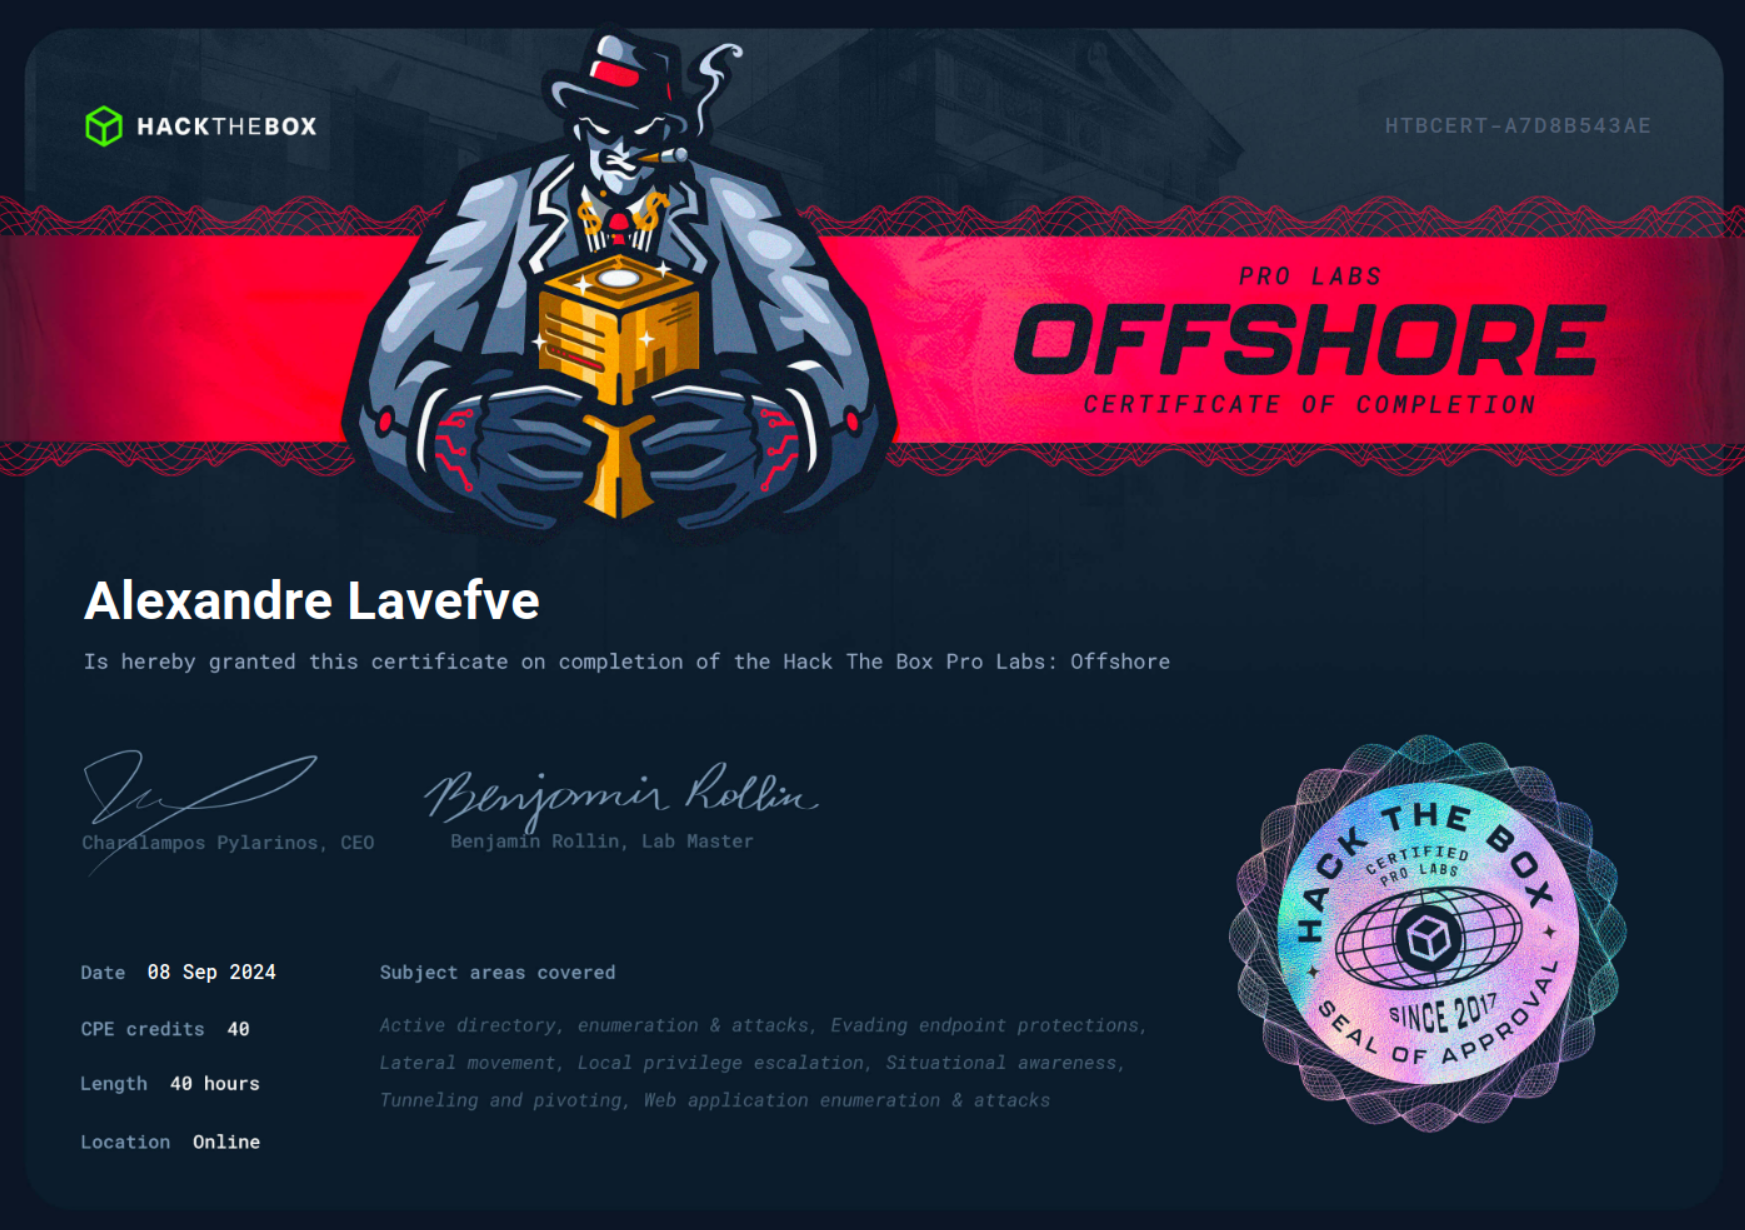 HACKTHEBOX
HTBCERT-A7D8B543AE
PRO LABS
OFFSHORE
CERTIFICATE OF COMPLETION
Alexandre Lavefve
Is hereby granted this certificate on completion of the Hack The Box Pro Labs: Offshore
Benjamin Rollin
Charalampos Pylarinos, CEO
Benjamin Rollin, Lab Master
HACK THE BOX
CERTIFIED
PRO LABS
SINCE 2017
SEAL OF APPROVAL
Date 08 Sep 2024
CPE credits 40
Length 40 hours
Location Online
Subject areas covered
Active directory, enumeration & attacks, Evading endpoint protections,
Lateral movement, Local privilege escalation, Situational awareness,
Tunneling and pivoting, Web application enumeration & attacks